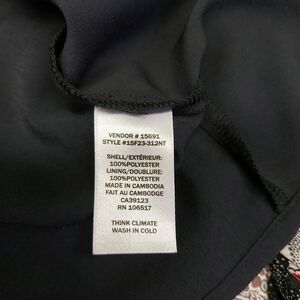 VENDOR # 15691
STYLE #15F23-312NT
SHELL/EXTÉRIEUR:
100%POLYESTER
LINING/DOUBLURE:
100%POLYESTER
MADE IN CAMBODIA
FAIT AU CAMBODGE
CA39123
RN 106517
THINK CLIMATE
WASH IN COLD